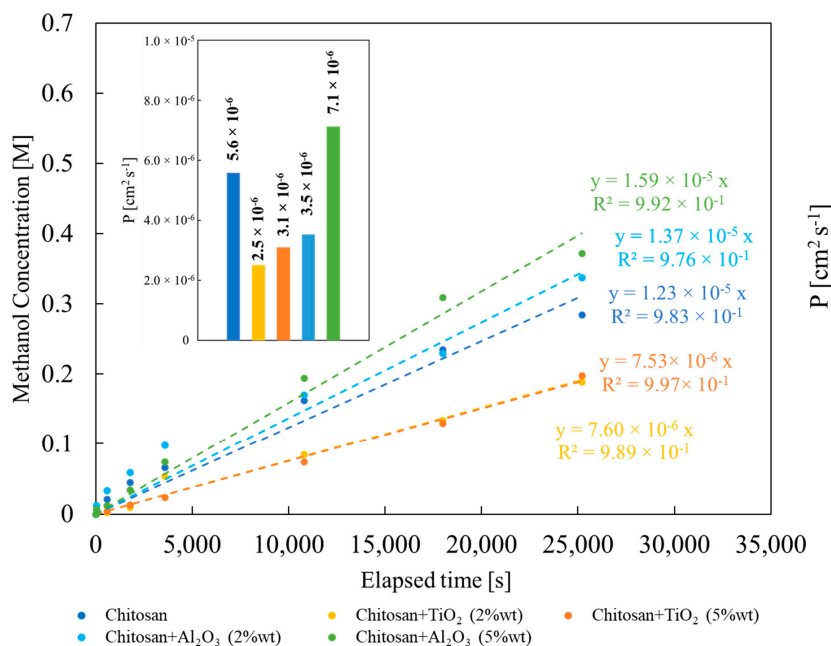 0.7
0.6
0.5
0.4
0.3
0.2
0.1
0
Methanol Concentration [M]
0
5,000
10,000
15,000
20,000
25,000
30,000
35,000
Elapsed time [s]
1.0 × 10⁻⁵
8.0 × 10⁻⁶
6.0 × 10⁻⁶
4.0 × 10⁻⁶
2.0 × 10⁻⁶
0
P [cm² s⁻¹]
5.6 × 10⁻⁶
2.5 × 10⁻⁶
3.1 × 10⁻⁶
3.5 × 10⁻⁶
7.1 × 10⁻⁶
y = 1.59 × 10⁻⁵ x
R² = 9.92 × 10⁻¹
y = 1.37 × 10⁻⁵ x
R² = 9.76 × 10⁻¹
y = 1.23 × 10⁻⁵ x
R² = 9.83 × 10⁻¹
y = 7.53× 10⁻⁶ x
R² = 9.97× 10⁻¹
y = 7.60 × 10⁻⁶ x
R² = 9.89 × 10⁻¹
P [cm² s⁻¹]
Chitosan
Chitosan+TiO₂ (2%wt)
Chitosan+TiO₂ (5%wt)
Chitosan+Al₂O₃ (2%wt)
Chitosan+Al₂O₃ (5%wt)